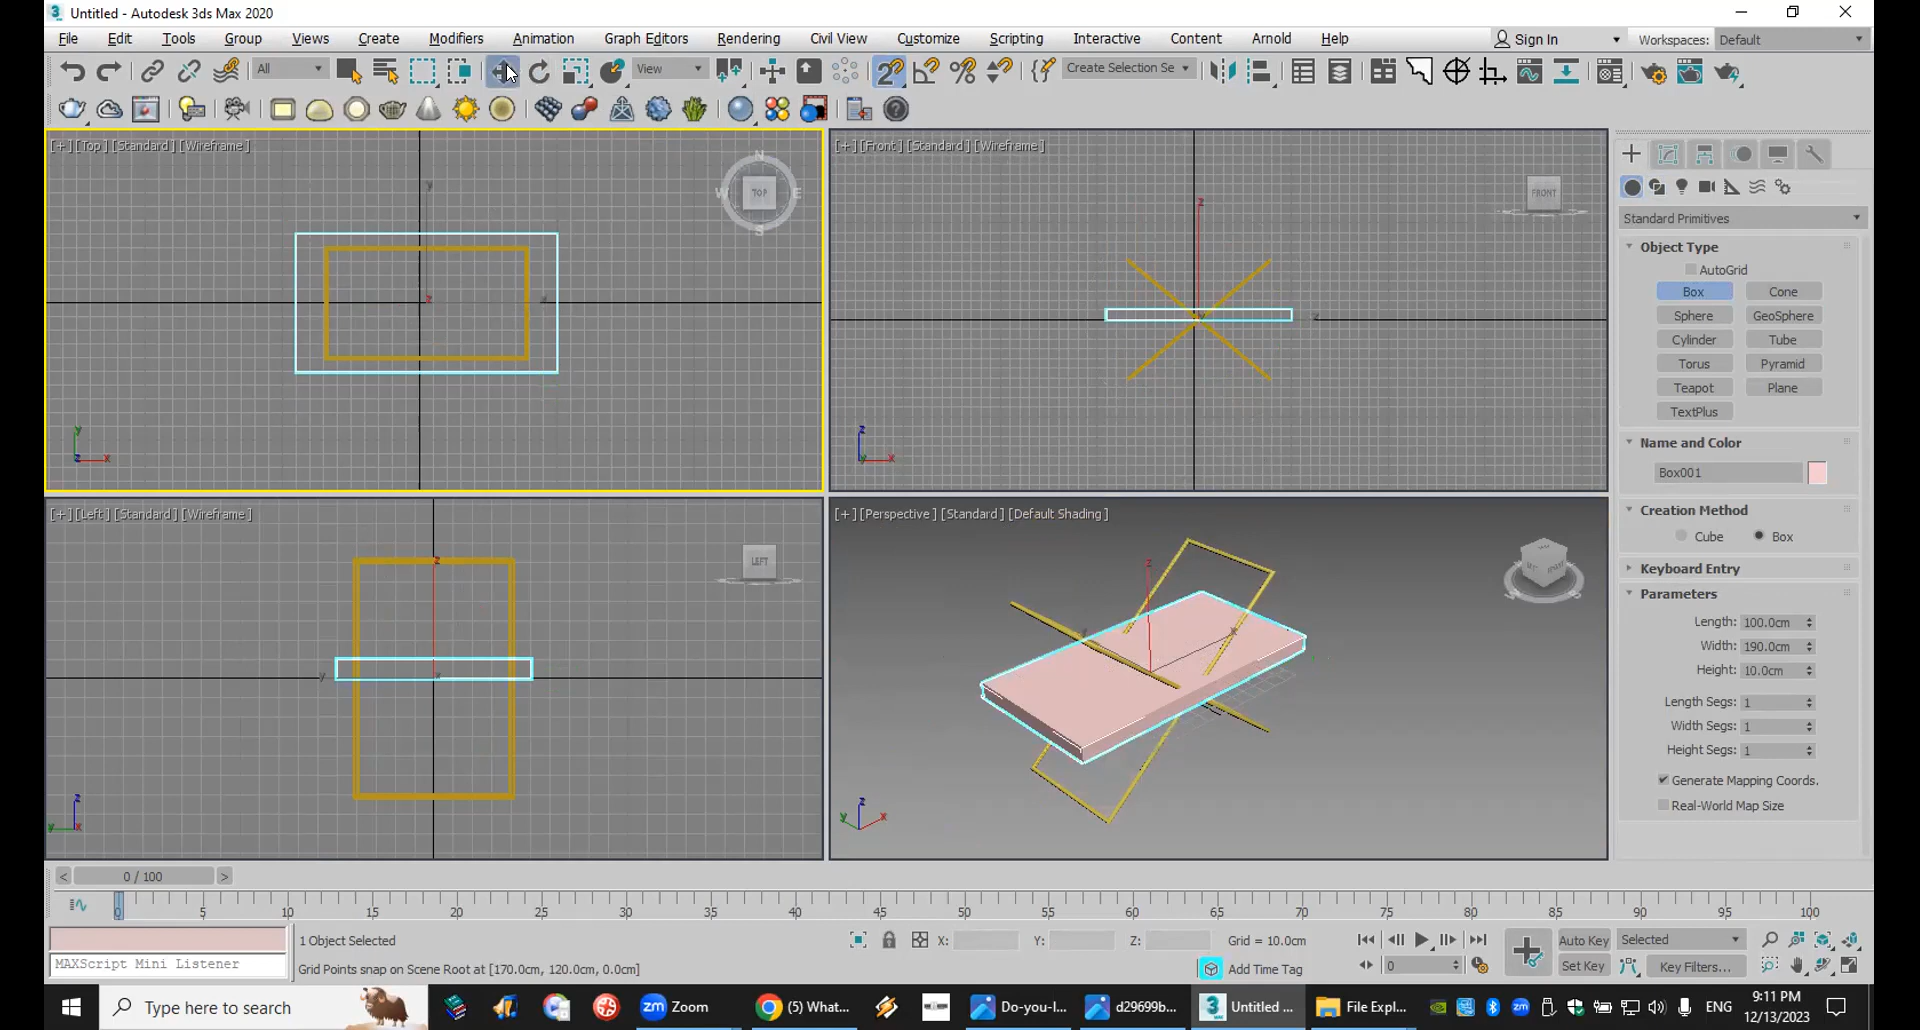 Untitled - Autodesk 3ds Max 2020
File Edit Tools Group Views Create Modifiers Animation Graph Editors Rendering Civil View Customize Scripting Interactive Content Arnold Help Sign In Workspaces: Default
All View Create Selection Se
[+] [Top] [Standard] [Wireframe]
[+] [Front] [Standard] [Wireframe]
N
W TOP E
S
FRONT
y
z
x
z
x
y
z
x
z
y
x
[+] [Left] [Standard] [Wireframe]
[+] [Perspective] [Standard] [Default Shading]
LEFT
z
y
x
z
y
x
z
x
z
y
x
Standard Primitives
Object Type
AutoGrid
Box Cone
Sphere GeoSphere
Cylinder Tube
Torus Pyramid
Teapot Plane
TextPlus
Name and Color
Box001
Creation Method
Cube Box
Keyboard Entry
Parameters
Length: 100.0cm
Width: 190.0cm
Height: 10.0cm
Length Segs: 1
Width Segs: 1
Height Segs: 1
Generate Mapping Coords.
Real-World Map Size
< 0 / 100 >
0 5 10 15 20 25 30 35 40 45 50 55 60 65 70 75 80 85 90 95 100
1 Object Selected X: Y: Z: Grid = 10.0cm Auto Key Selected
MAXScript Mini Listener Grid Points snap on Scene Root at [170.0cm, 120.0cm, 0.0cm] Add Time Tag 0 Set Key Key Filters...
Type here to search zm Zoom (5) What... Do-you-l... d29699b... 3 Untitled ... File Expl... zm ENG 9:11 PM
12/13/2023